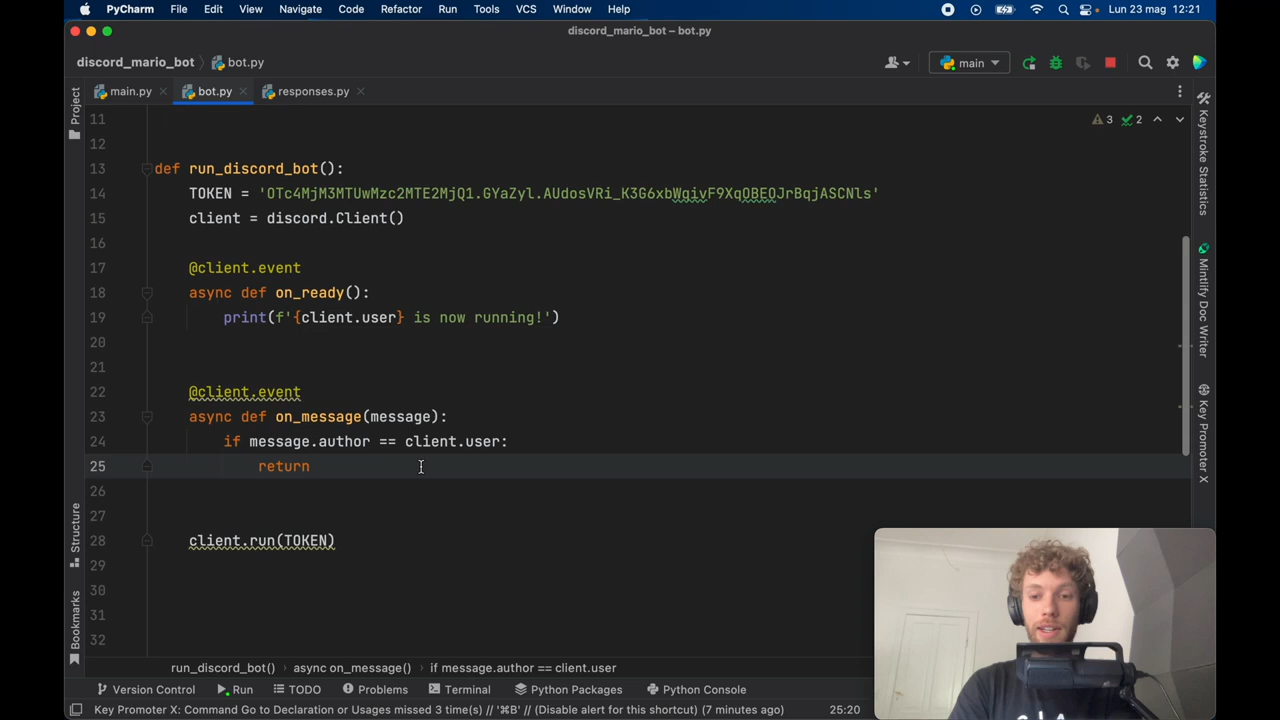 PyCharm File Edit View Navigate Code Refactor Run Tools VCS Window Help Lun 23 mag 12:21
discord_mario_bot – bot.py
discord_mario_bot bot.py main
main.py bot.py responses.py
Project
Structure
Bookmarks
3 2
11
12
13 def run_discord_bot():
14 TOKEN = 'OTc4MjM3MTUwMzc2MTE2MjQ1.GYaZyl.AUdosVRi_K3G6xbWgivF9XqOBEOJrBqjASCNls'
15 client = discord.Client()
16
17 @client.event
18 async def on_ready():
19 print(f'{client.user} is now running!')
20
21
22 @client.event
23 async def on_message(message):
24 if message.author == client.user:
25 return
26
27
28 client.run(TOKEN)
29
30
31
32
Keystroke Statistics
Mintlify Doc Writer
Key Promoter X
run_discord_bot() async on_message() if message.author == client.user
Version Control Run TODO Problems Terminal Python Packages Python Console
Key Promoter X: Command Go to Declaration or Usages missed 3 time(s) // '⌘B' // (Disable alert for this shortcut) (7 minutes ago) 25:20